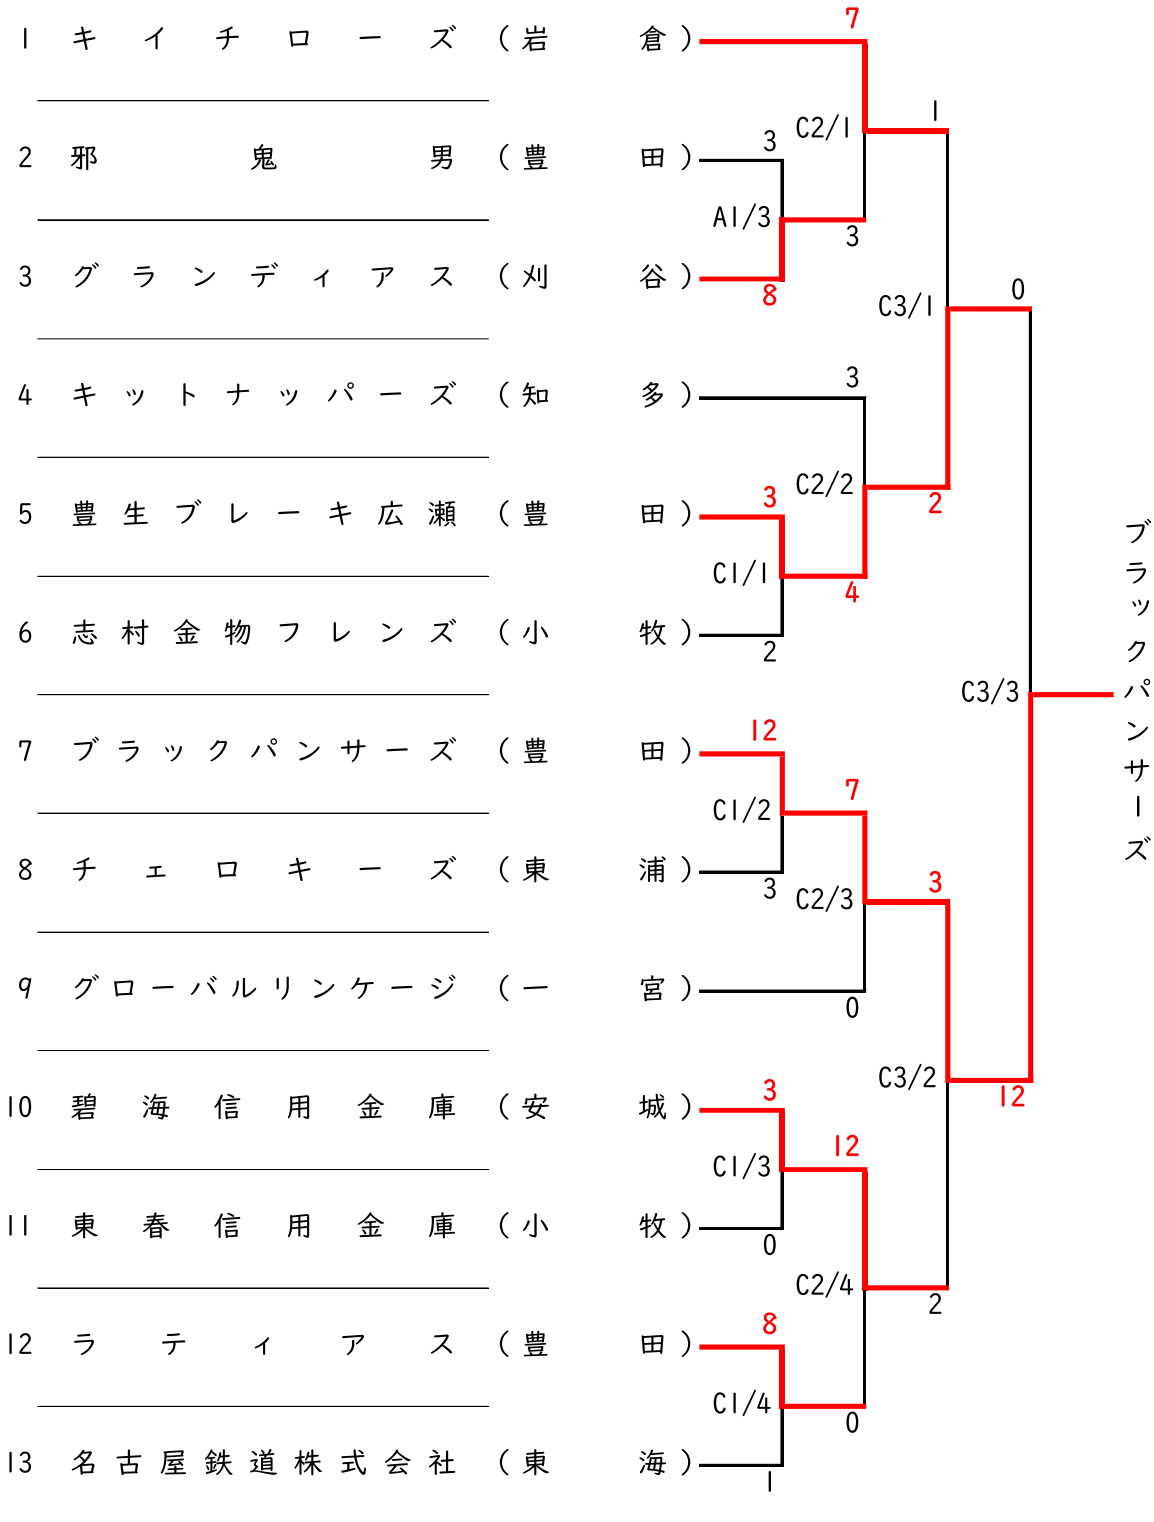 7
1 キイチローズ (岩倉)
1
C2/1
3
2 邪鬼男 (豊田)
A1/3
3
3 グランディアス (刈谷)
8
0
C3/1
3
4 キットナッパーズ (知多)
C2/2
3
2
5 豊生ブレーキ広瀬 (豊田)
C1/1
4
6 志村金物フレンズ (小牧)
2
C3/3
ブラックパンサーズ
12
7 ブラックパンサーズ (豊田)
7
C1/2
8 チェロキーズ (東浦)
3
3
C2/3
9 グローバルリンケージ (一宮)
0
C3/2
12
3
10 碧海信用金庫 (安城)
12
C1/3
11 東春信用金庫 (小牧)
0
C2/4
2
8
12 ラティアス (豊田)
C1/4
0
13 名古屋鉄道株式会社 (東海)
1